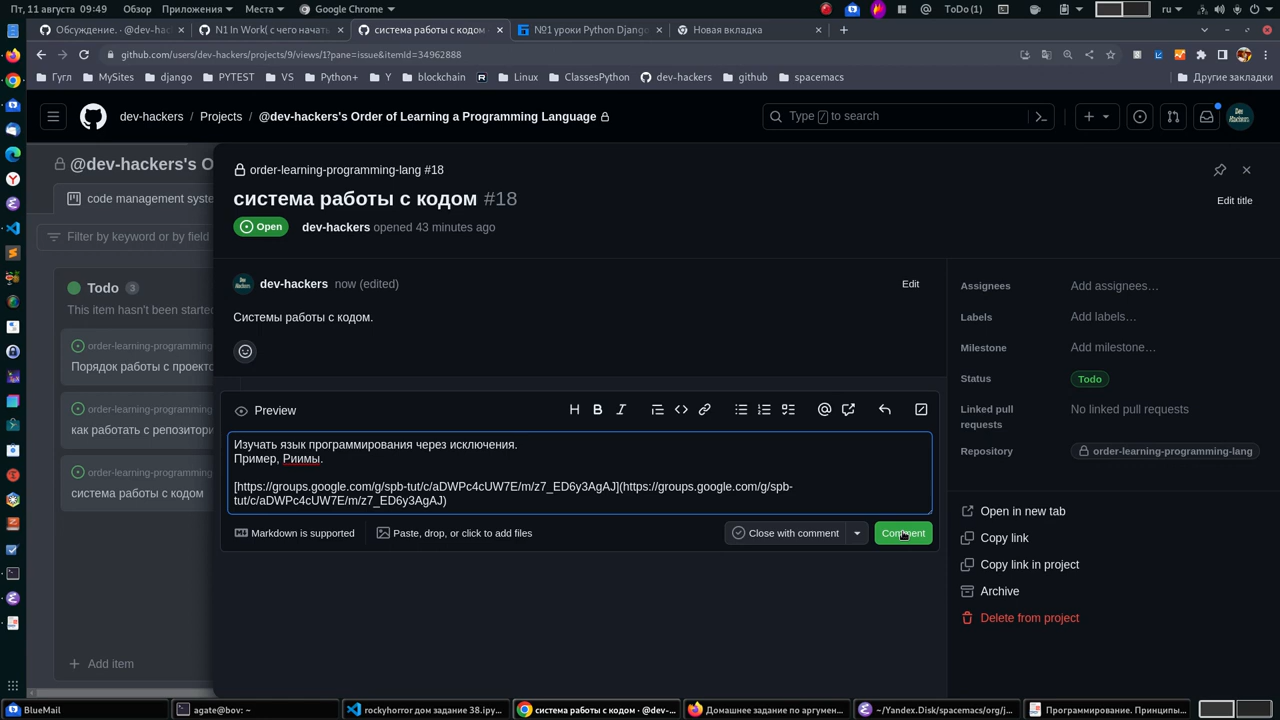 Пт, 11 августа 09:49
Обзор
Приложения
Места
Google Chrome
ToDo (1)
ru
Обсуждение. · @dev-hac
N1 In Work( с чего начать
система работы с кодом
№1 уроки Python Django
Новая вкладка
github.com/users/dev-hackers/projects/9/views/1?pane=issue&itemId=34962888
Гугл
MySites
django
PYTEST
VS
Python+
Y
blockchain
Linux
ClassesPython
dev-hackers
github
spacemacs
Другие закладки
dev-hackers / Projects / @dev-hackers's Order of Learning a Programming Language
Type / to search
@dev-hackers's O
code management syste
Filter by keyword or by field
Todo 3
This item hasn't been started
order-learning-programming
Порядок работы с проекто
order-learning-programming
как работать с репозитори
order-learning-programming
система работы с кодом
Add item
order-learning-programming-lang #18
система работы с кодом #18
Edit title
Open
dev-hackers opened 43 minutes ago
dev-hackers now (edited)
Edit
Системы работы с кодом.
Preview
Изучать язык программирования через исключения.
Пример, Риимы.
[https://groups.google.com/g/spb-tut/c/aDWPc4cUW7E/m/z7_ED6y3AgAJ](https://groups.google.com/g/spb-
tut/c/aDWPc4cUW7E/m/z7_ED6y3AgAJ)
Markdown is supported
Paste, drop, or click to add files
Close with comment
Comment
Assignees
Add assignees…
Labels
Add labels…
Milestone
Add milestone…
Status
Todo
Linked pull
requests
No linked pull requests
Repository
order-learning-programming-lang
Open in new tab
Copy link
Copy link in project
Archive
Delete from project
BlueMail
agate@bov: ~
rockyhorror дом задание 38.ipy...
система работы с кодом · @dev-...
Домашнее задание по аргумен...
~/Yandex.Disk/spacemacs/org/j...
Программирование. Принципы...